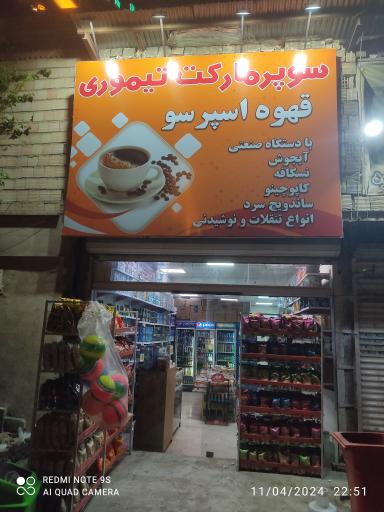 سوپرمارکت تیموری
قهوه اسپرسو
با دستگاه صنعتی
آبجوش
نسکافه
کاپوچینو
ساندویچ سرد
انواع تنقلات و نوشیدنی
REDMI NOTE 9S
AI QUAD CAMERA
11/04/2024 22:51